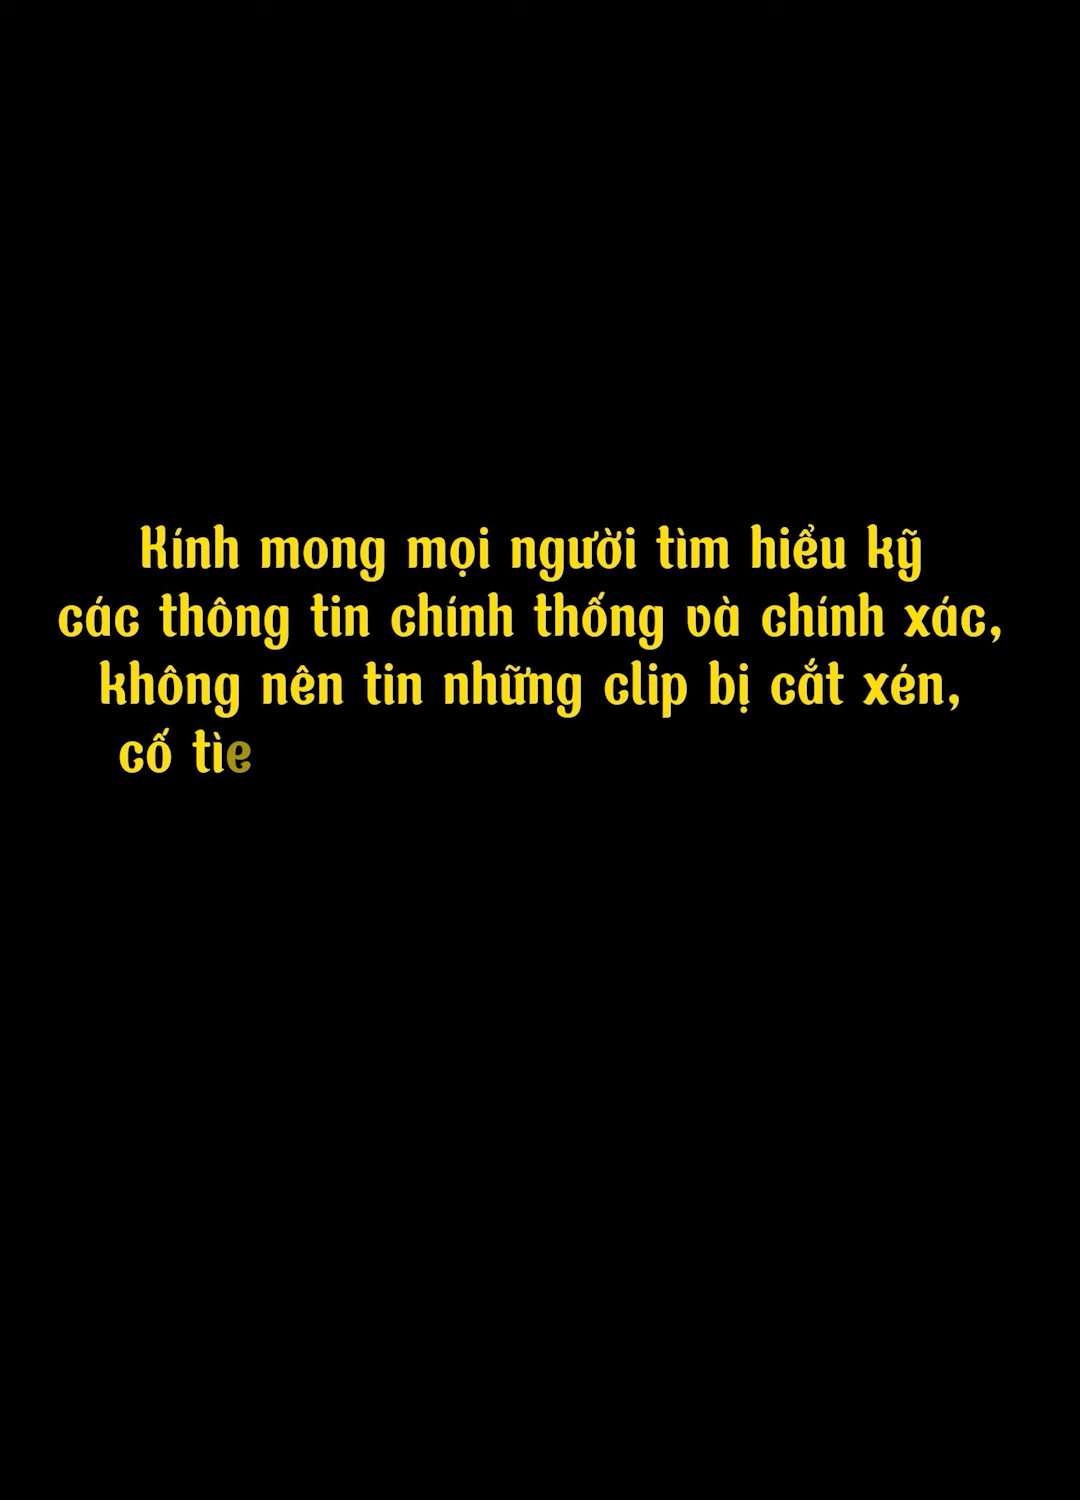 Kính mong mọi người tìm hiểu kỹ
các thông tin chính thống và chính xác,
không nên tin những clip bị cắt xén,
cố tìe